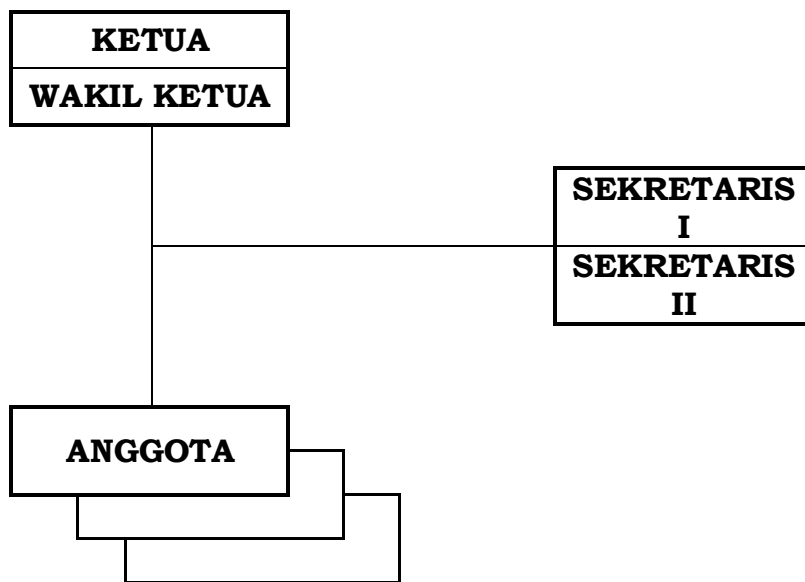 KETUA
WAKIL KETUA
SEKRETARIS
I
SEKRETARIS
II
ANGGOTA